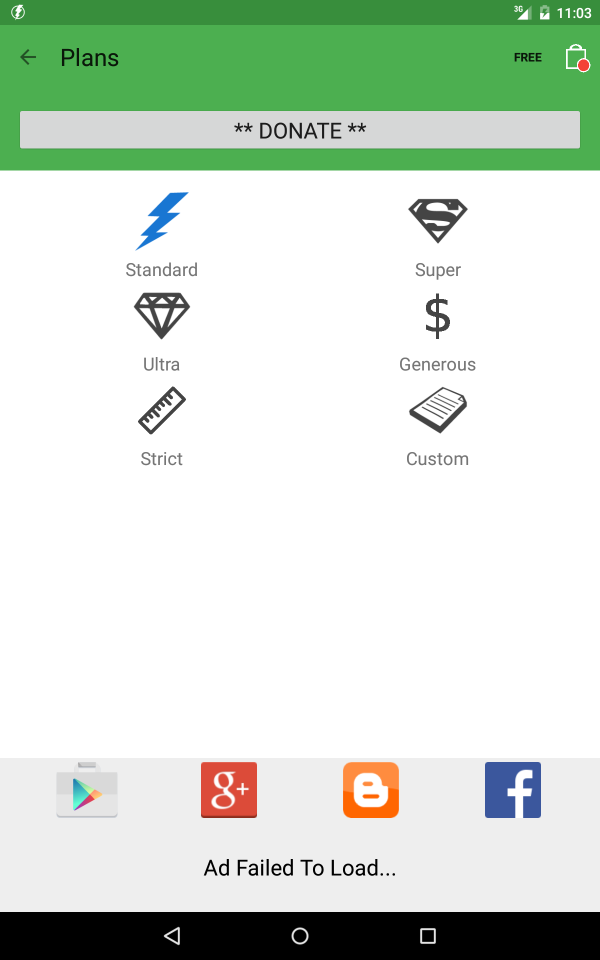 3G 11:03
Plans FREE
** DONATE **
Standard Super
Ultra Generous
Strict Custom
g+ f
Ad Failed To Load...